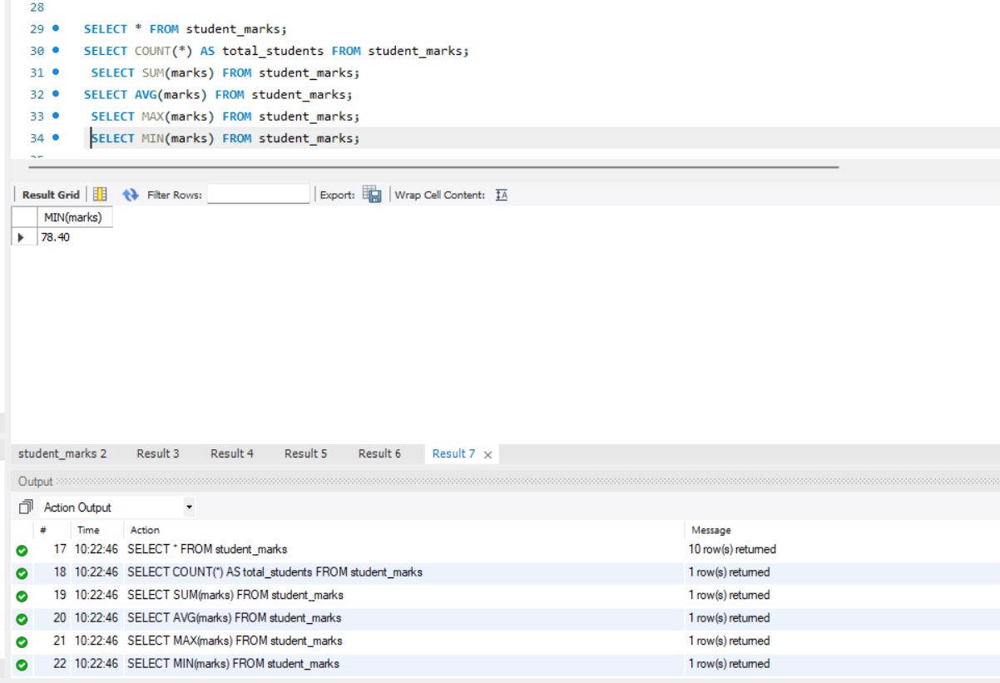 28
29 SELECT * FROM student_marks;
30 SELECT COUNT(*) AS total_students FROM student_marks;
31 SELECT SUM(marks) FROM student_marks;
32 SELECT AVG(marks) FROM student_marks;
33 SELECT MAX(marks) FROM student_marks;
34 SELECT MIN(marks) FROM student_marks;
Result Grid Filter Rows: Export: Wrap Cell Content: IA
MIN(marks)
78.40
student_marks 2 Result 3 Result 4 Result 5 Result 6 Result 7 ×
Output
Action Output
# Time Action Message
17 10:22:46 SELECT * FROM student_marks 10 row(s) returned
18 10:22:46 SELECT COUNT(*) AS total_students FROM student_marks 1 row(s) returned
19 10:22:46 SELECT SUM(marks) FROM student_marks 1 row(s) returned
20 10:22:46 SELECT AVG(marks) FROM student_marks 1 row(s) returned
21 10:22:46 SELECT MAX(marks) FROM student_marks 1 row(s) returned
22 10:22:46 SELECT MIN(marks) FROM student_marks 1 row(s) returned